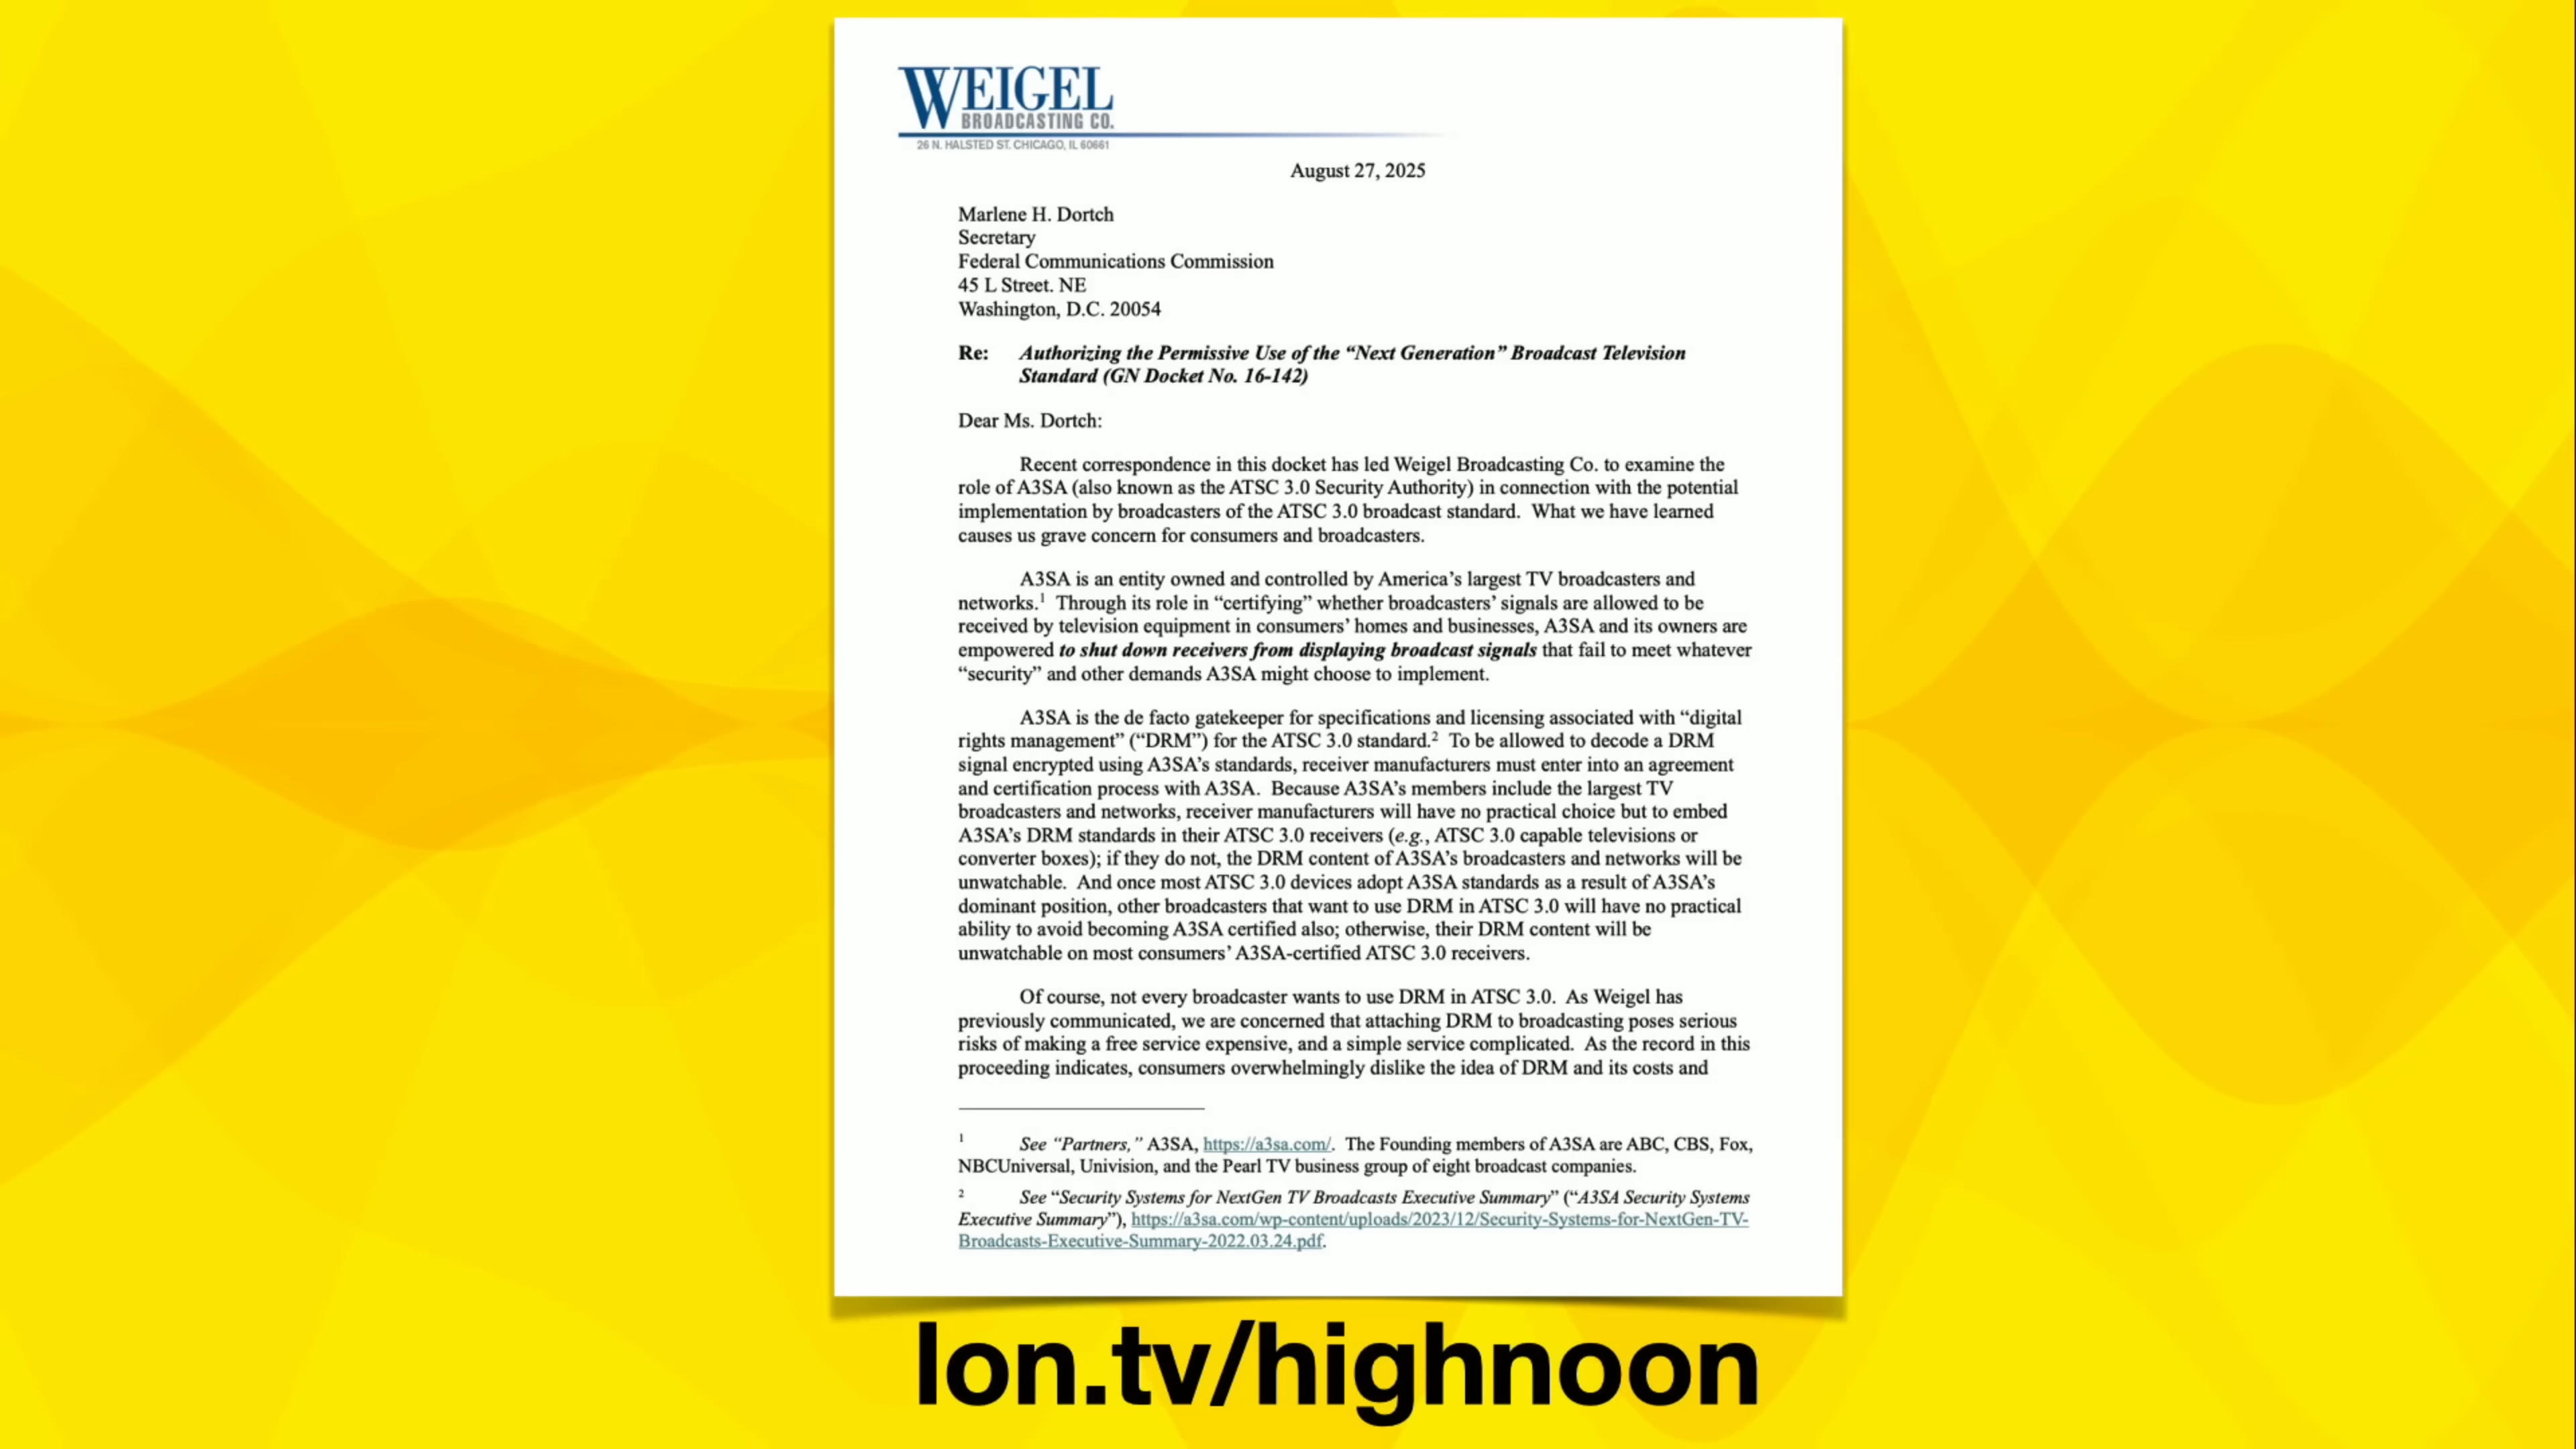 WEIGEL
BROADCASTING CO.
26 N. HALSTED ST. CHICAGO, IL 60661
August 27, 2025
Marlene H. Dortch
Secretary
Federal Communications Commission
45 L Street. NE
Washington, D.C. 20054
Re: Authorizing the Permissive Use of the “Next Generation” Broadcast Television
Standard (GN Docket No. 16-142)
Dear Ms. Dortch:
Recent correspondence in this docket has led Weigel Broadcasting Co. to examine the
role of A3SA (also known as the ATSC 3.0 Security Authority) in connection with the potential
implementation by broadcasters of the ATSC 3.0 broadcast standard. What we have learned
causes us grave concern for consumers and broadcasters.
A3SA is an entity owned and controlled by America’s largest TV broadcasters and
networks.1 Through its role in “certifying” whether broadcasters’ signals are allowed to be
received by television equipment in consumers’ homes and businesses, A3SA and its owners are
empowered to shut down receivers from displaying broadcast signals that fail to meet whatever
“security” and other demands A3SA might choose to implement.
A3SA is the de facto gatekeeper for specifications and licensing associated with “digital
rights management” (“DRM”) for the ATSC 3.0 standard.2 To be allowed to decode a DRM
signal encrypted using A3SA’s standards, receiver manufacturers must enter into an agreement
and certification process with A3SA. Because A3SA’s members include the largest TV
broadcasters and networks, receiver manufacturers will have no practical choice but to embed
A3SA’s DRM standards in their ATSC 3.0 receivers (e.g., ATSC 3.0 capable televisions or
converter boxes); if they do not, the DRM content of A3SA’s broadcasters and networks will be
unwatchable. And once most ATSC 3.0 devices adopt A3SA standards as a result of A3SA’s
dominant position, other broadcasters that want to use DRM in ATSC 3.0 will have no practical
ability to avoid becoming A3SA certified also; otherwise, their DRM content will be
unwatchable on most consumers’ A3SA-certified ATSC 3.0 receivers.
Of course, not every broadcaster wants to use DRM in ATSC 3.0. As Weigel has
previously communicated, we are concerned that attaching DRM to broadcasting poses serious
risks of making a free service expensive, and a simple service complicated. As the record in this
proceeding indicates, consumers overwhelmingly dislike the idea of DRM and its costs and
1 See “Partners,” A3SA, https://a3sa.com/. The Founding members of A3SA are ABC, CBS, Fox,
NBCUniversal, Univision, and the Pearl TV business group of eight broadcast companies.
2 See “Security Systems for NextGen TV Broadcasts Executive Summary” (“A3SA Security Systems
Executive Summary”), https://a3sa.com/wp-content/uploads/2023/12/Security-Systems-for-NextGen-TV-
Broadcasts-Executive-Summary-2022.03.24.pdf.
lon.tv/highnoon